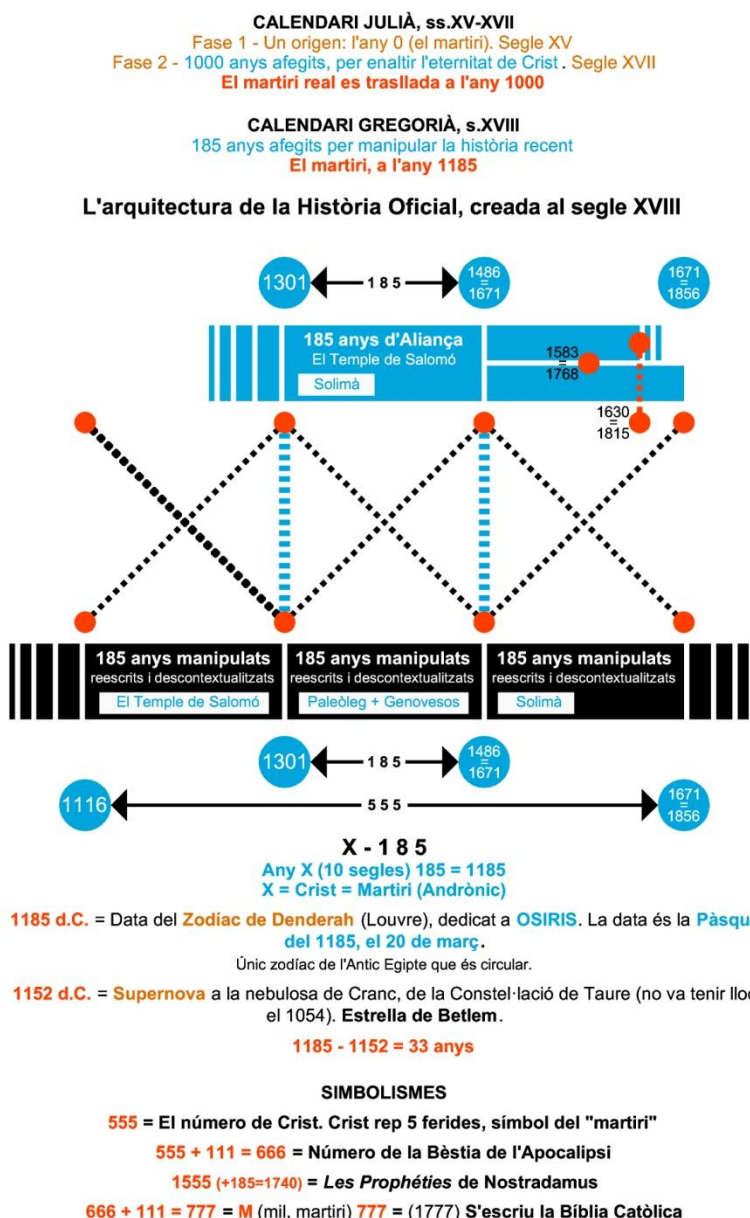 CALENDARI JULIÀ, ss.XV-XVII
Fase 1 - Un origen: l'any 0 (el martiri). Segle XV
Fase 2 - 1000 anys afegits, per enaltir l'eternitat de Crist. Segle XVII
El martiri real es trasllada a l'any 1000
CALENDARI GREGORIÀ, s.XVIII
185 anys afegits per manipular la història recent
El martiri, a l'any 1185
L'arquitectura de la Història Oficial, creada al segle XVIII
1301
185
1486
=
1671
1671
=
1856
185 anys d'Aliança
El Temple de Salomó
Solimà
1583
=
1768
1630
=
1815
185 anys manipulats
reescrits i descontextualitzats
El Temple de Salomó
185 anys manipulats
reescrits i descontextualitzats
Paleòleg + Genovesos
185 anys manipulats
reescrits i descontextualitzats
Solimà
1301
185
1486
=
1671
1116
555
1671
=
1856
X - 185
Any X (10 segles) 185 = 1185
X = Crist = Martiri (Andrònic)
1185 d.C. = Data del Zodíac de Denderah (Louvre), dedicat a OSIRIS. La data és la Pàsqu
del 1185, el 20 de març.
Únic zodíac de l'Antic Egipte que és circular.
1152 d.C. = Supernova a la nebulosa de Cranc, de la Constel·lació de Taure (no va tenir lloc
el 1054). Estrella de Betlem.
1185 - 1152 = 33 anys
SIMBOLISMES
555 = El número de Crist. Crist rep 5 ferides, símbol del "martiri"
555 + 111 = 666 = Número de la Bèstia de l'Apocalipsi
1555 (+185=1740) = Les Prophéties de Nostradamus
666 + 111 = 777 = M (mil, martiri) 777 = (1777) S'escriu la Bíblia Catòlica